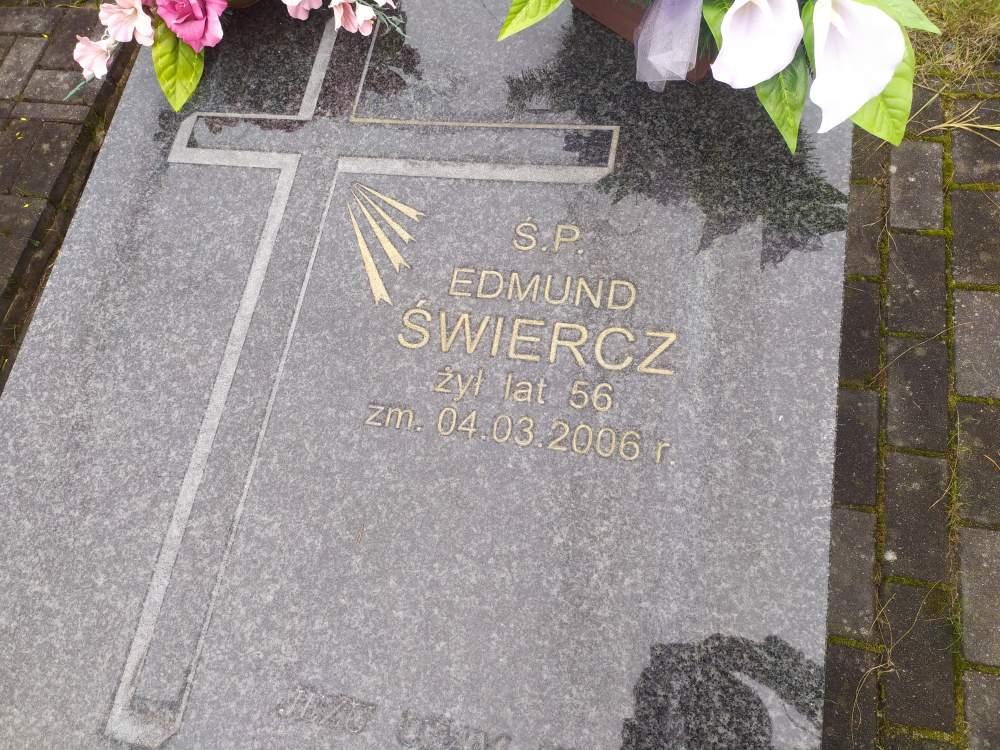 Ś.P.
EDMUND
ŚWIERCZ
żył lat 56
zm. 04.03.2006 r